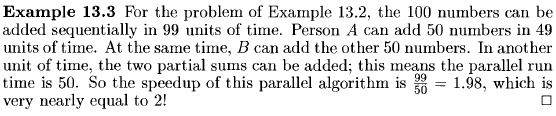 Example 13.3 For the problem of Example 13.2, the 100 numbers can be
added sequentially in 99 units of time. Person A can add 50 numbers in 49
units of time. At the same time, B can add the other 50 numbers. In another
unit of time, the two partial sums can be added; this means the parallel run
time is 50. So the speedup of this parallel algorithm is 99/50 = 1.98, which is
very nearly equal to 2! □